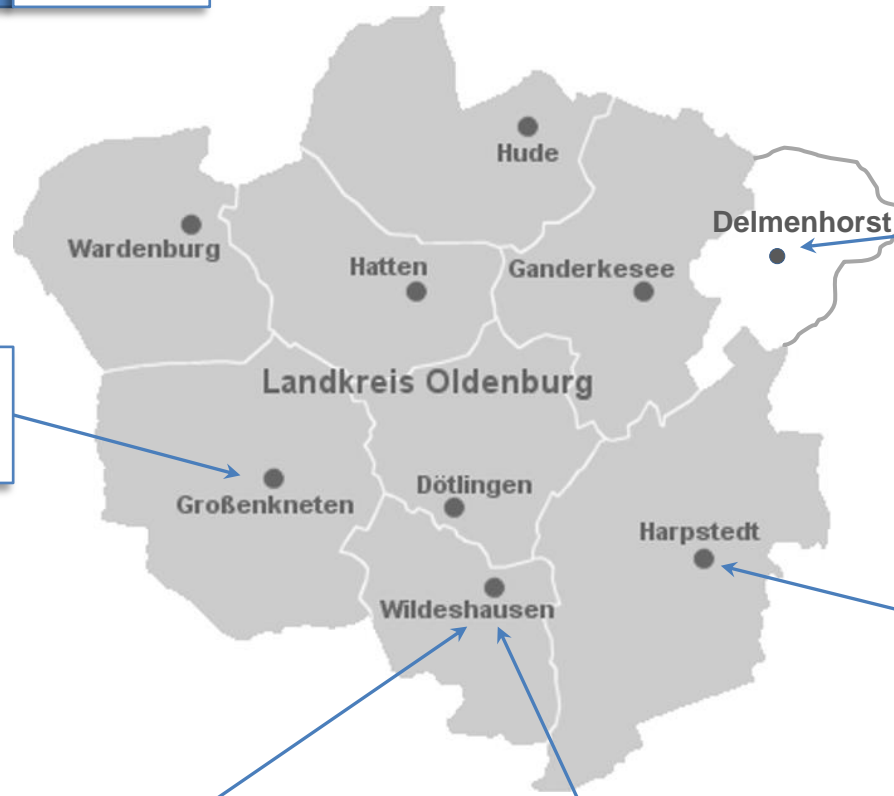 Hude
Delmenhorst
Wardenburg
Hatten
Ganderkesee
Landkreis Oldenburg
Dötlingen
Großenkneten
Harpstedt
Wildeshausen